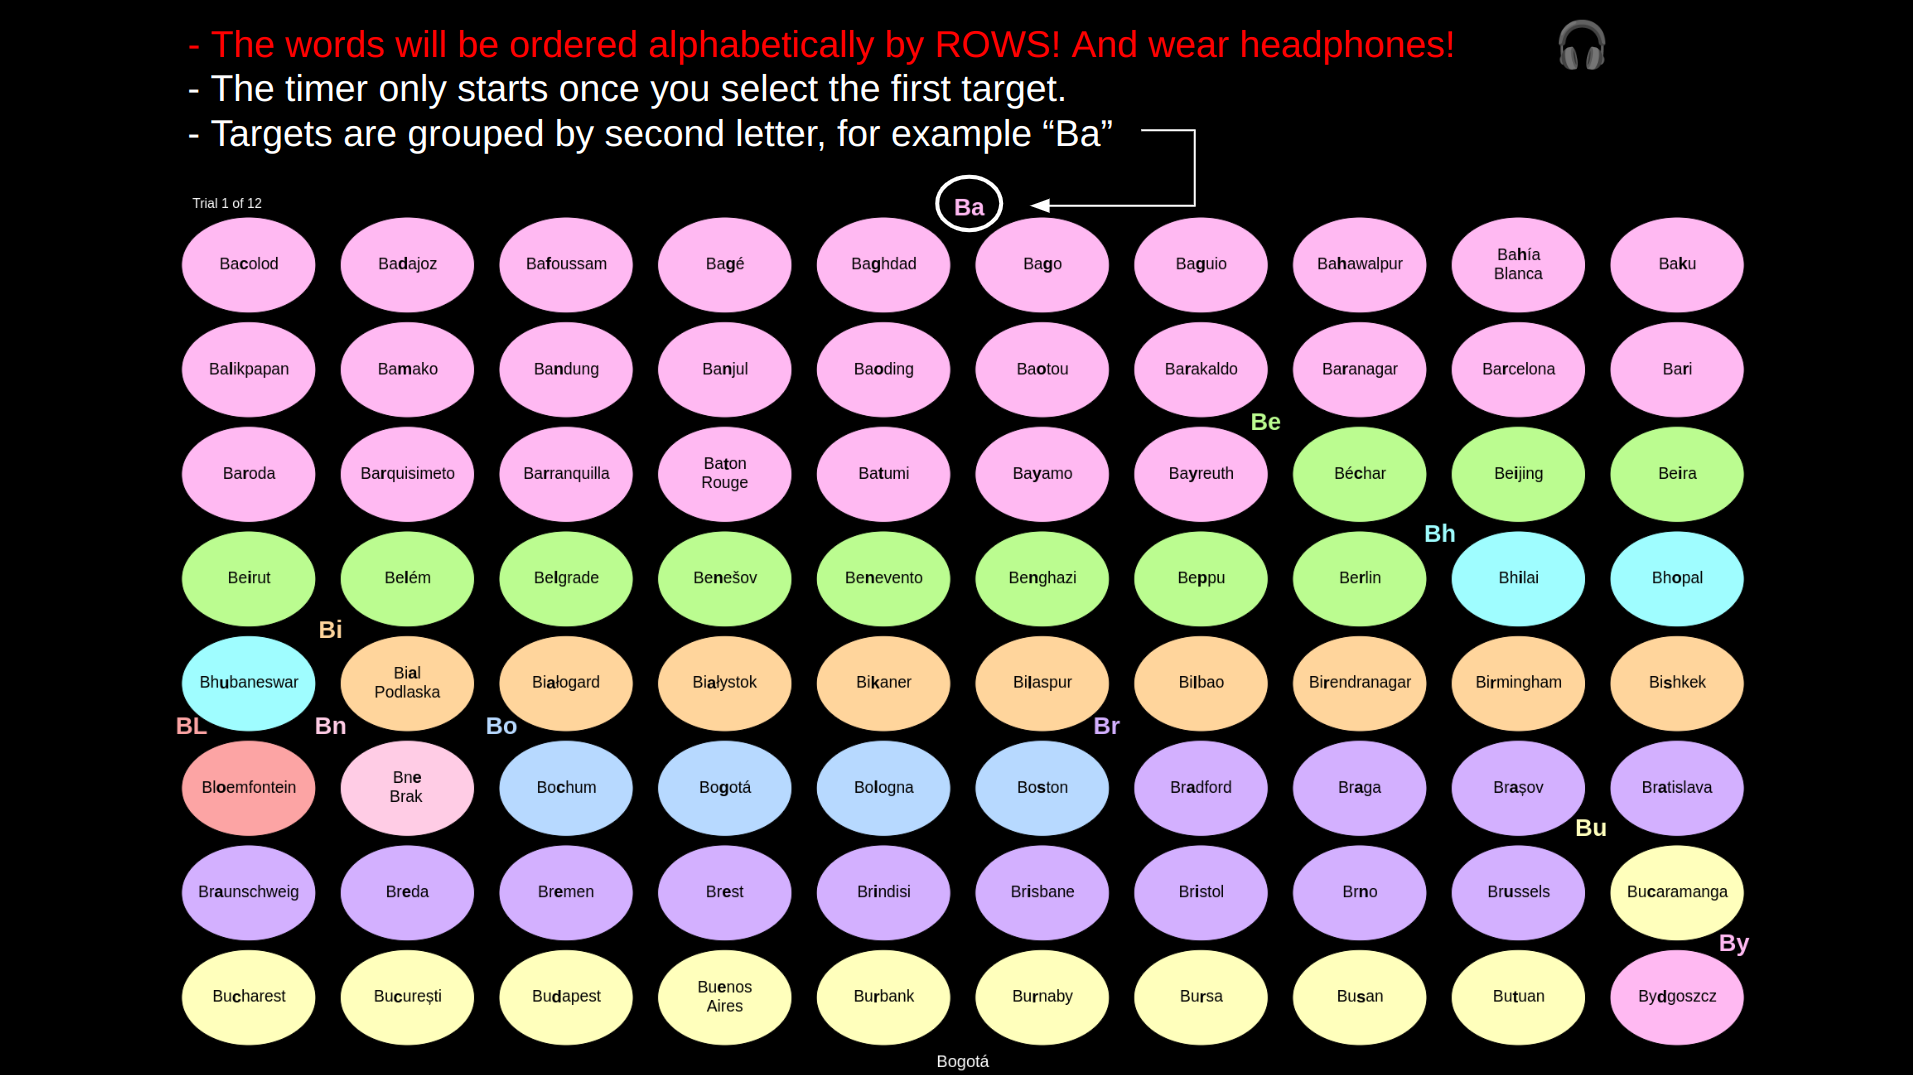 - The words will be ordered alphabetically by ROWS! And wear headphones!
- The timer only starts once you select the first target.
- Targets are grouped by second letter, for example “Ba”
Trial 1 of 12
Ba
Bacolod
Badajoz
Bafoussam
Bagé
Baghdad
Bago
Baguio
Bahawalpur
Bahía
Blanca
Baku
Balikpapan
Bamako
Bandung
Banjul
Baoding
Baotou
Barakaldo
Baranagar
Barcelona
Bari
Be
Baroda
Barquisimeto
Barranquilla
Baton
Rouge
Batumi
Bayamo
Bayreuth
Béchar
Beijing
Beira
Bh
Beirut
Belém
Belgrade
Benešov
Benevento
Benghazi
Beppu
Berlin
Bhilai
Bhopal
Bi
Bhubaneswar
Bial
Podlaska
Białogard
Białystok
Bikaner
Bilaspur
Bilbao
Birendranagar
Birmingham
Bishkek
BL
Bn
Bo
Br
Bloemfontein
Bne
Brak
Bochum
Bogotá
Bologna
Boston
Bradford
Braga
Brașov
Bratislava
Bu
Braunschweig
Breda
Bremen
Brest
Brindisi
Brisbane
Bristol
Brno
Brussels
Bucaramanga
By
Bucharest
București
Budapest
Buenos
Aires
Burbank
Burnaby
Bursa
Busan
Butuan
Bydgoszcz
Bogotá